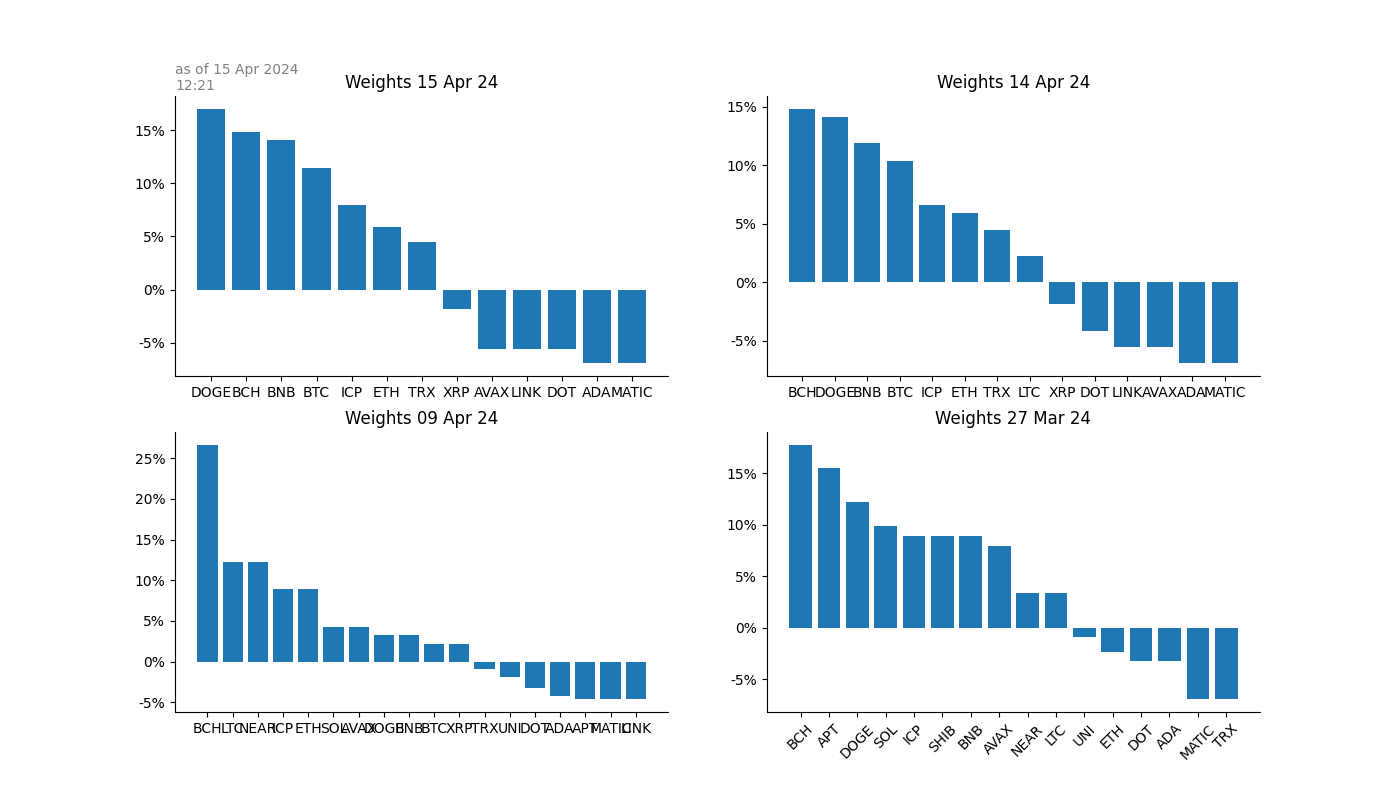 as of 15 Apr 2024
12:21
Weights 15 Apr 24
15%
10%
5%
0%
-5%
DOGE BCH BNB BTC ICP ETH TRX XRP AVAX LINK DOT ADA MATIC
Weights 14 Apr 24
15%
10%
5%
0%
-5%
BCH DOGE BNB BTC ICP ETH TRX LTC XRP DOT LINK AVAX ADA MATIC
Weights 09 Apr 24
25%
20%
15%
10%
5%
0%
-5%
BCH LTC NEAR ICP ETH SOL AVAX DOGE BNB BTC XRP TRX UNI DOT ADA APT MATIC LINK
Weights 27 Mar 24
15%
10%
5%
0%
-5%
BCH APT DOGE SOL ICP SHIB BNB AVAX NEAR LTC UNI ETH DOT ADA MATIC TRX